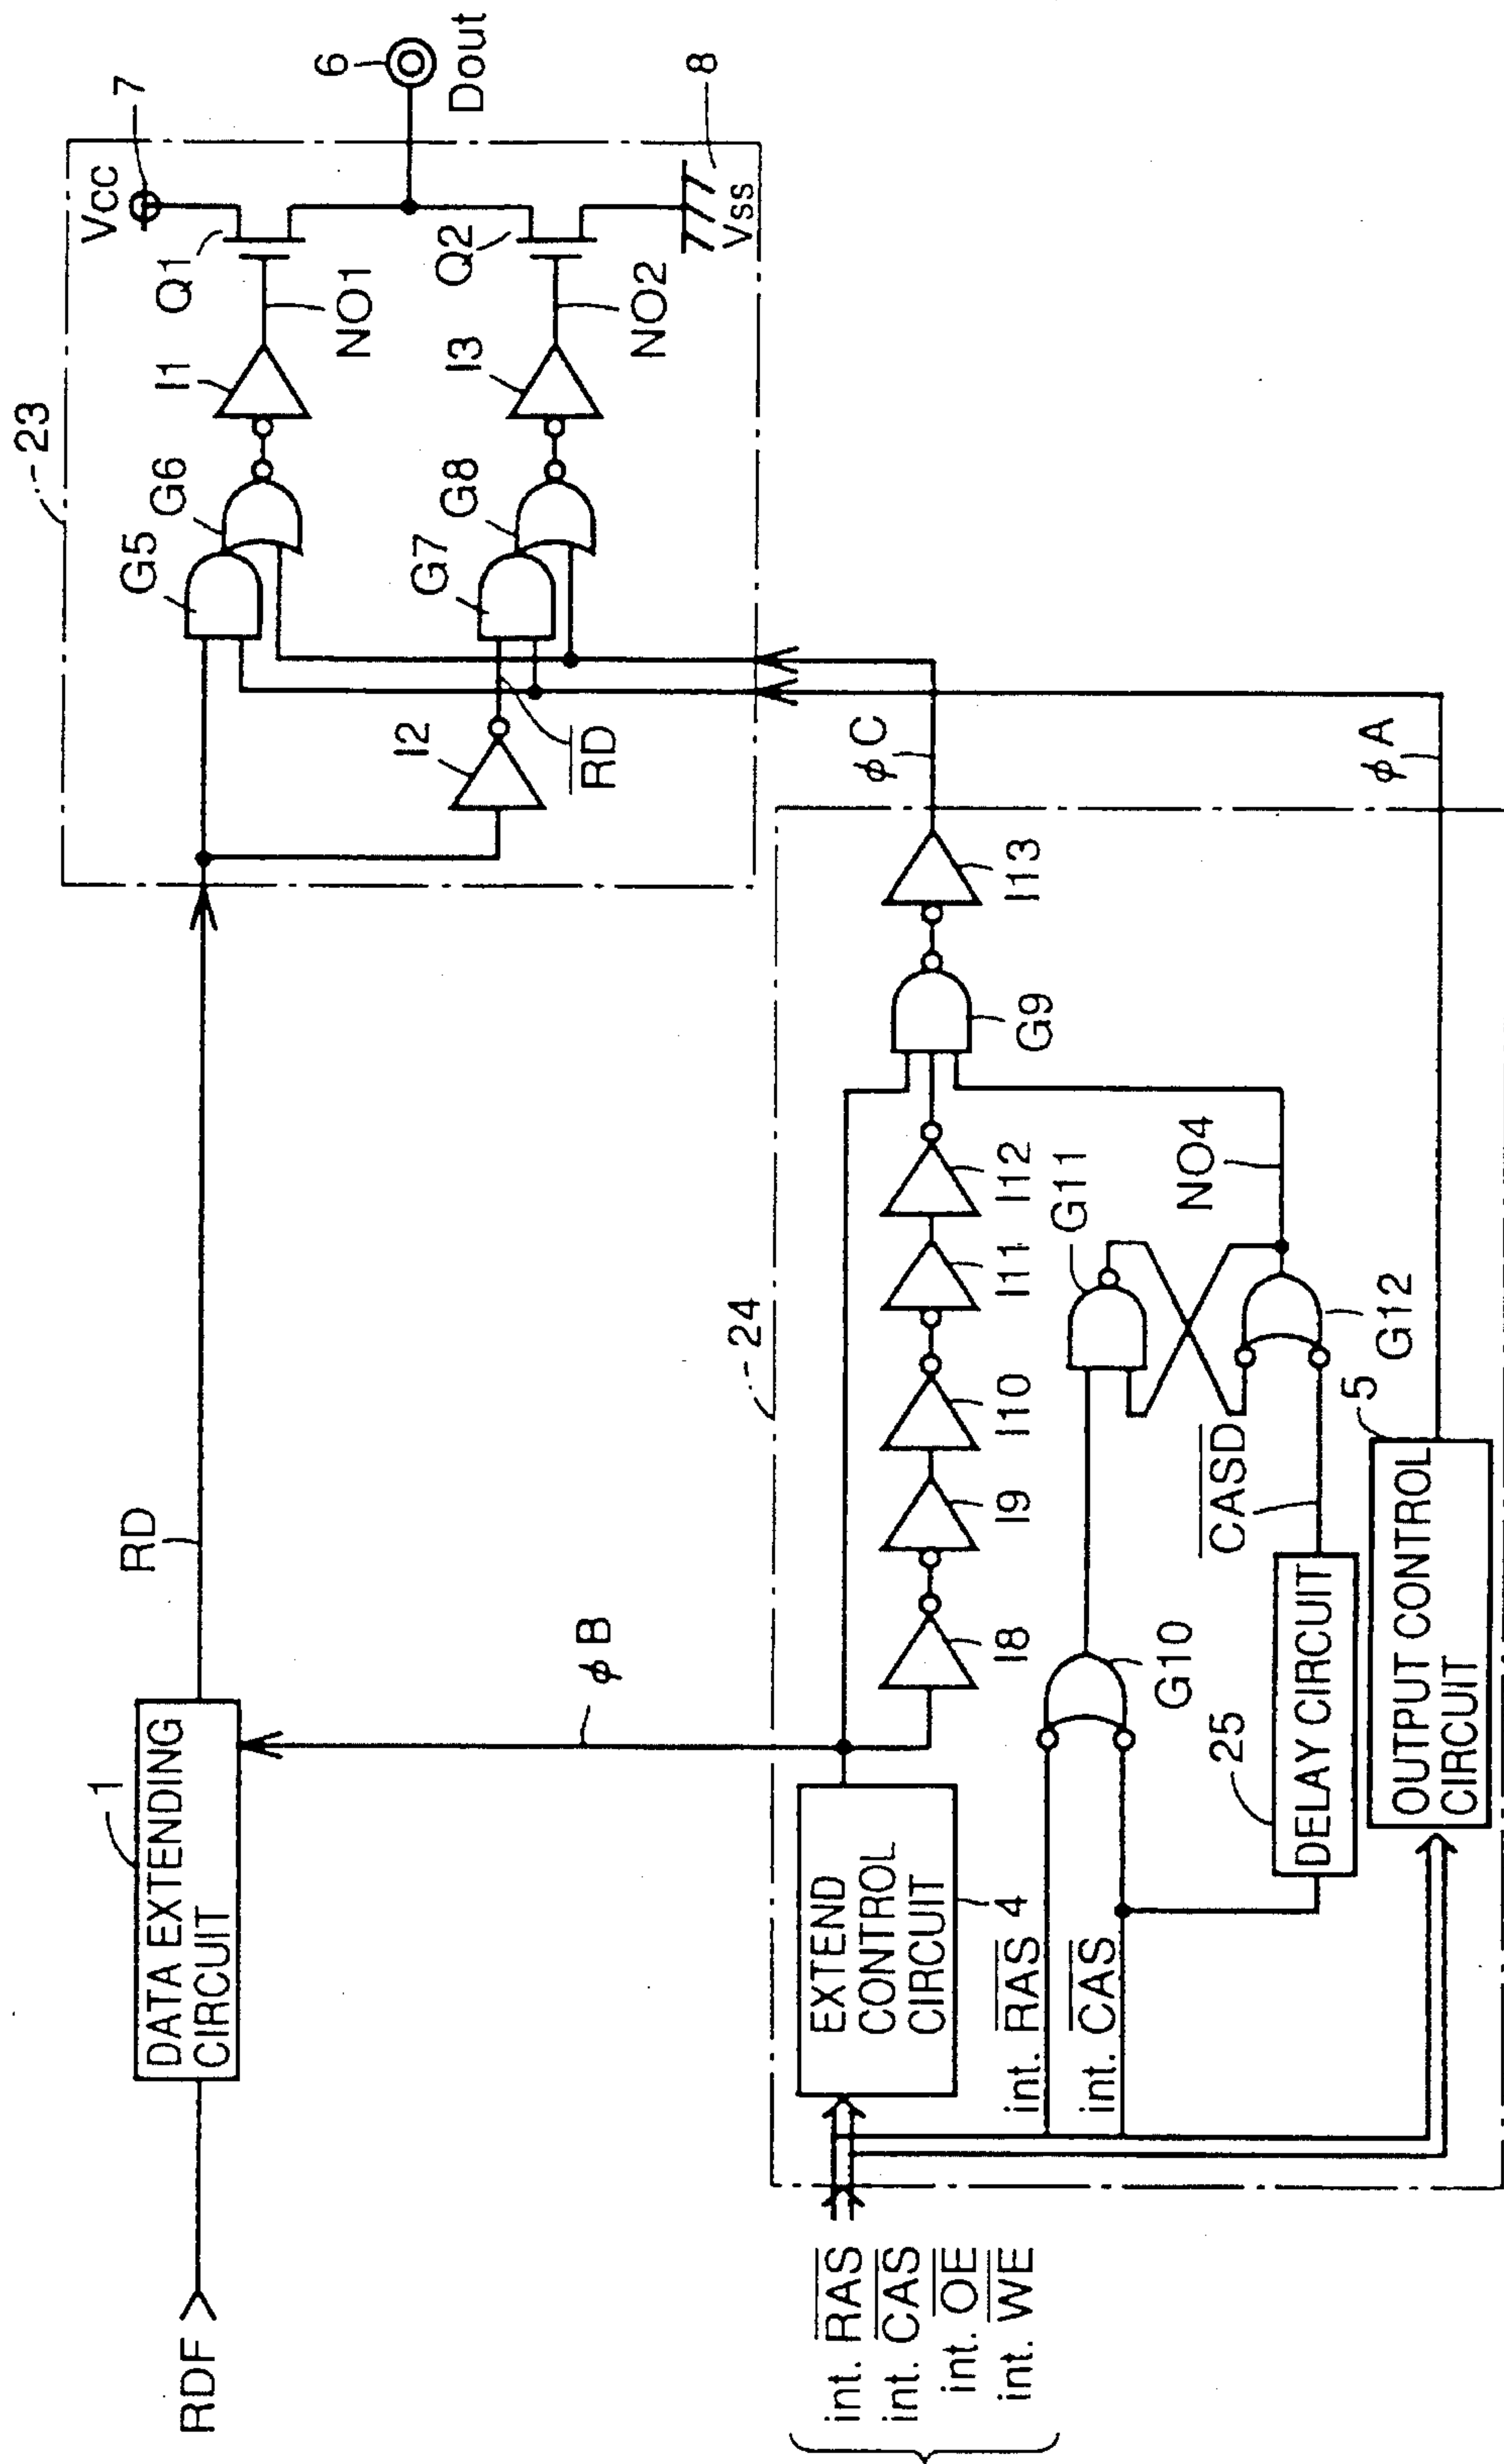 RDF
1
DATA EXTENDING
CIRCUIT
RD
23
G5
G6
I1
Q1
Vcc
7
NO1
6
Dout
I2
RD
G7
G8
I3
Q2
NO2
Vss
8
φB
φC
φA
24
int. RAS
int. CAS
int. OE
int. WE
EXTEND
CONTROL
CIRCUIT
4
I8
I9
I10
I11
I12
G9
I13
int. RAS
int. CAS
G10
G11
NO4
25
DELAY CIRCUIT
CASD
G12
5
OUTPUT CONTROL
CIRCUIT